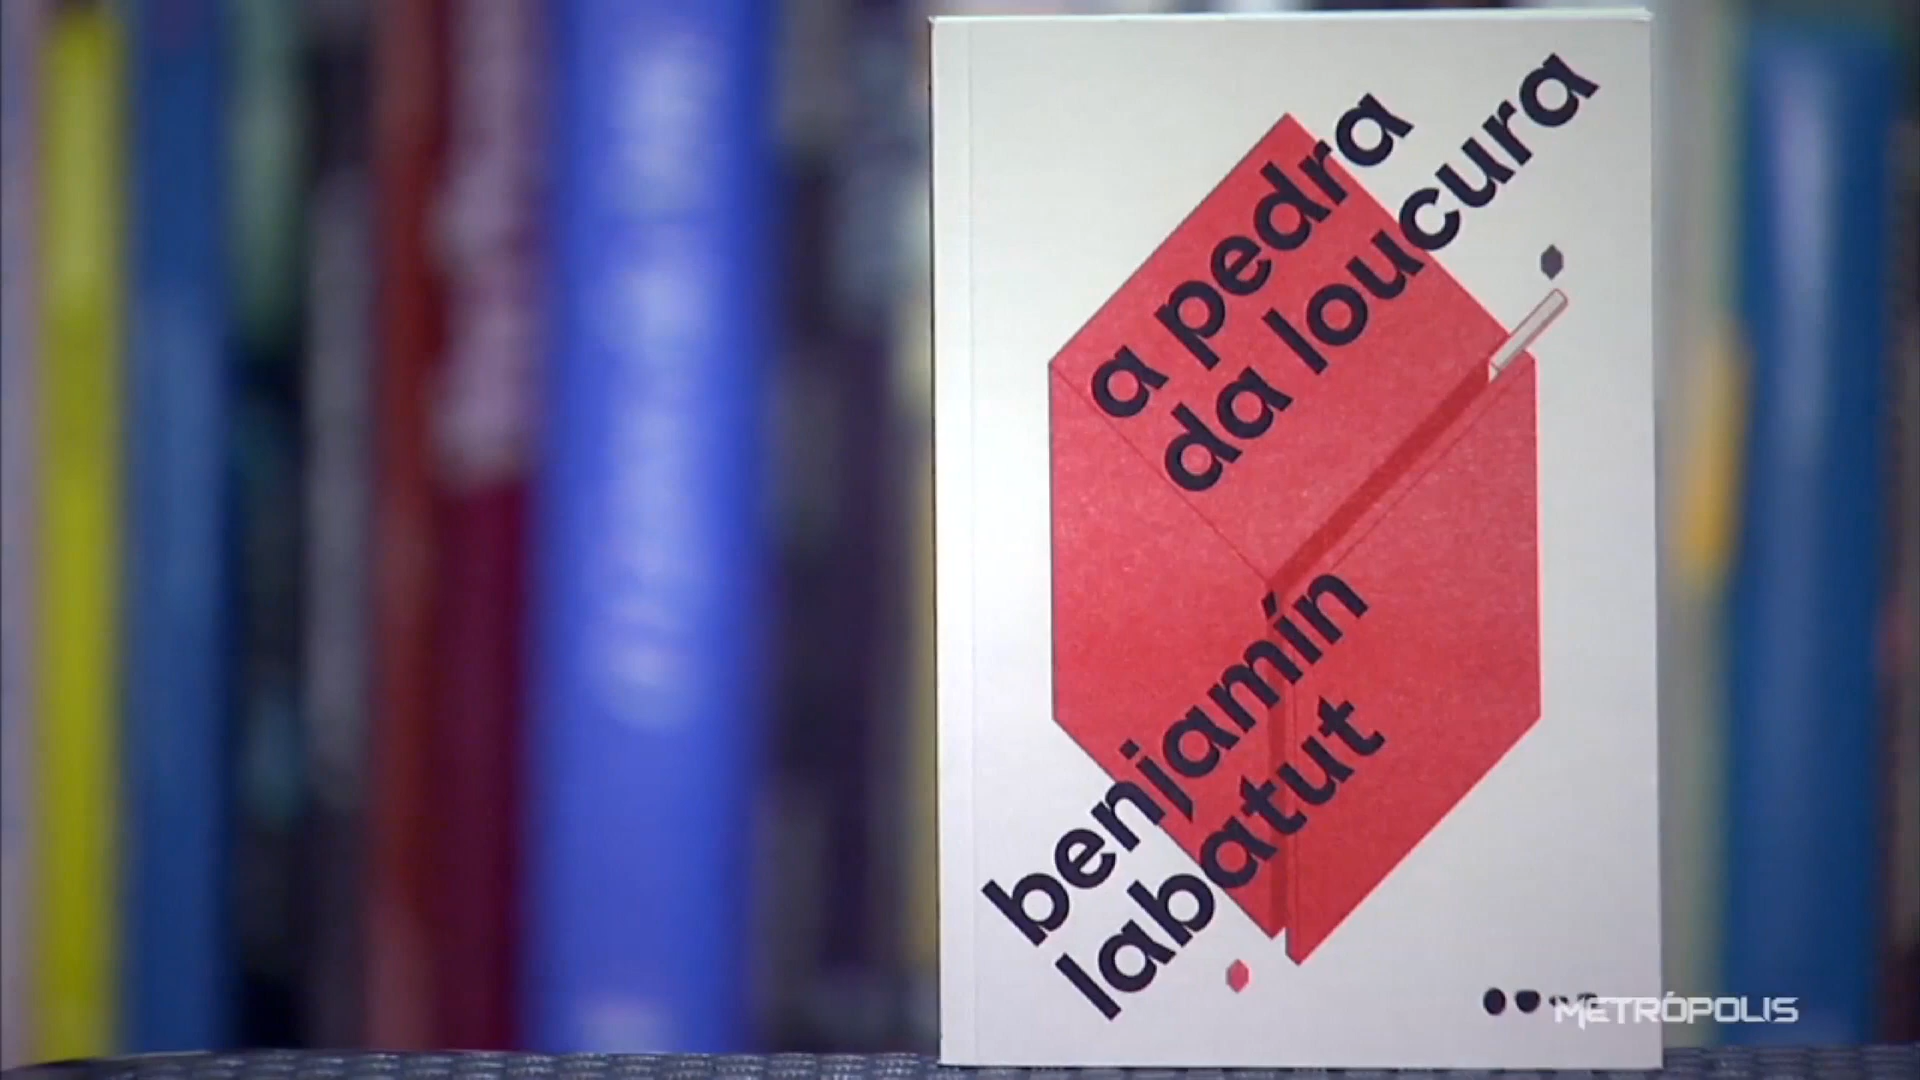 a pedra
da loucura
benjamín
labatut
METRÓPOLIS